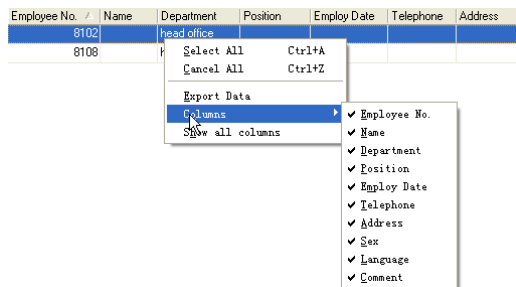 Employee No. Name Department Position Employ Date Telephone Address
8102 head office
8108 h
Select All Ctrl+A
Cancel All Ctrl+Z
Export Data
Columns
Show all columns
Employee No.
Name
Department
Position
Employ Date
Telephone
Address
Sex
Language
Comment